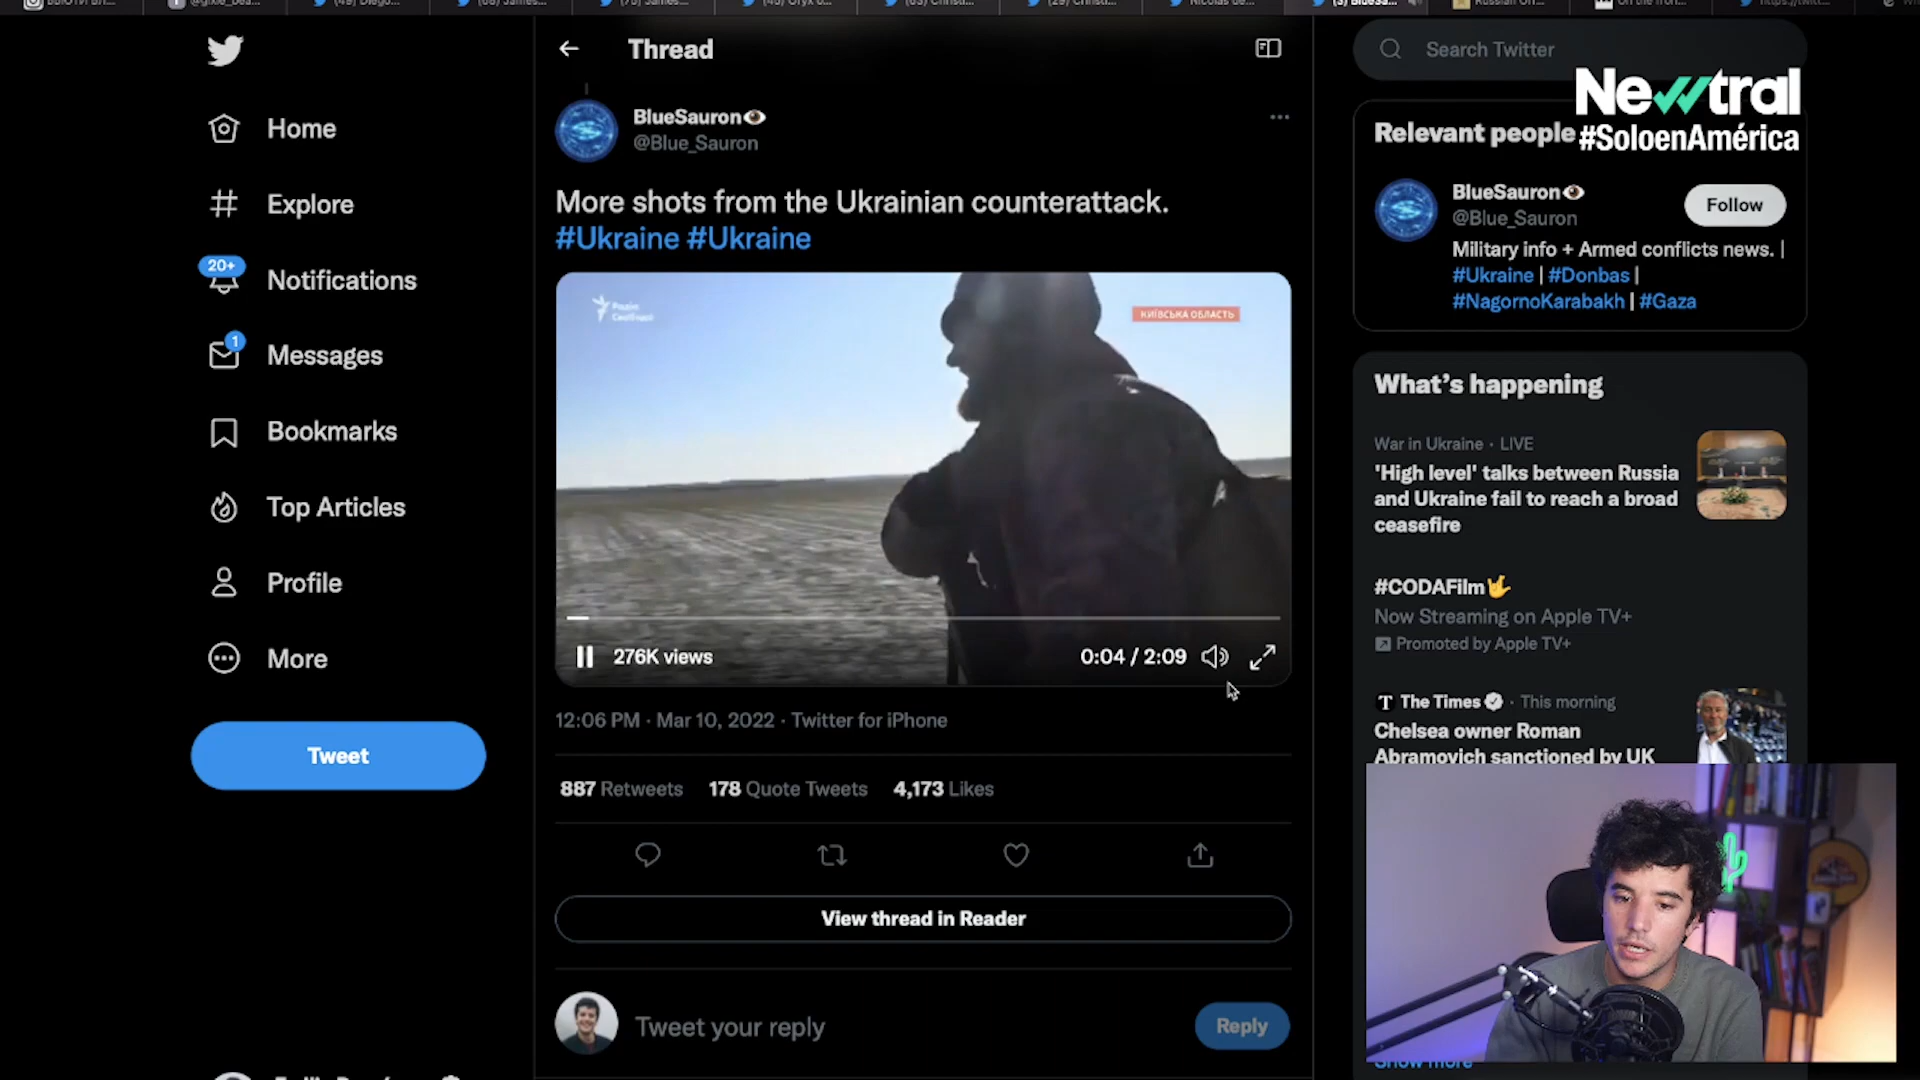 Home
Explore
20+
Notifications
1
Messages
Bookmarks
Top Articles
Profile
More
Tweet
Thread
BlueSauron
@Blue_Sauron
More shots from the Ukrainian counterattack.
#Ukraine #Ukraine
Радіо
Свобода
КИЇВСЬКА ОБЛАСТЬ
276K views
0:04 / 2:09
12:06 PM · Mar 10, 2022 · Twitter for iPhone
887 Retweets 178 Quote Tweets 4,173 Likes
View thread in Reader
Tweet your reply
Reply
Search Twitter
Newtral
#SoloenAmérica
Relevant people
BlueSauron
@Blue_Sauron
Follow
Military info + Armed conflicts news. |
#Ukraine | #Donbas |
#NagornoKarabakh | #Gaza
What's happening
War in Ukraine · LIVE
'High level' talks between Russia
and Ukraine fail to reach a broad
ceasefire
#CODAFilm
Now Streaming on Apple TV+
Promoted by Apple TV+
T The Times · This morning
Chelsea owner Roman
Abramovich sanctioned by UK
Show more